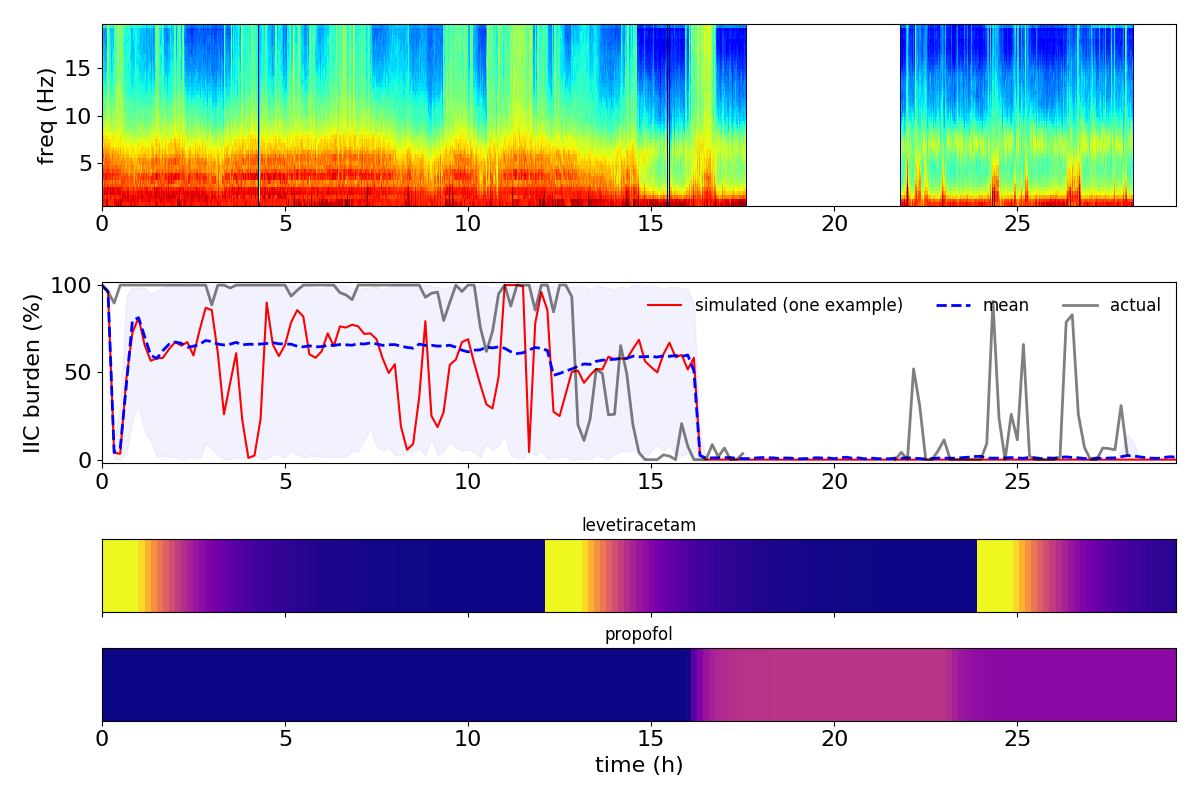 freq (Hz)
15
10
5
0 5 10 15 20 25
IIC burden (%)
100
50
0
simulated (one example) mean actual
0 5 10 15 20 25
levetiracetam
propofol
0 5 10 15 20 25
time (h)